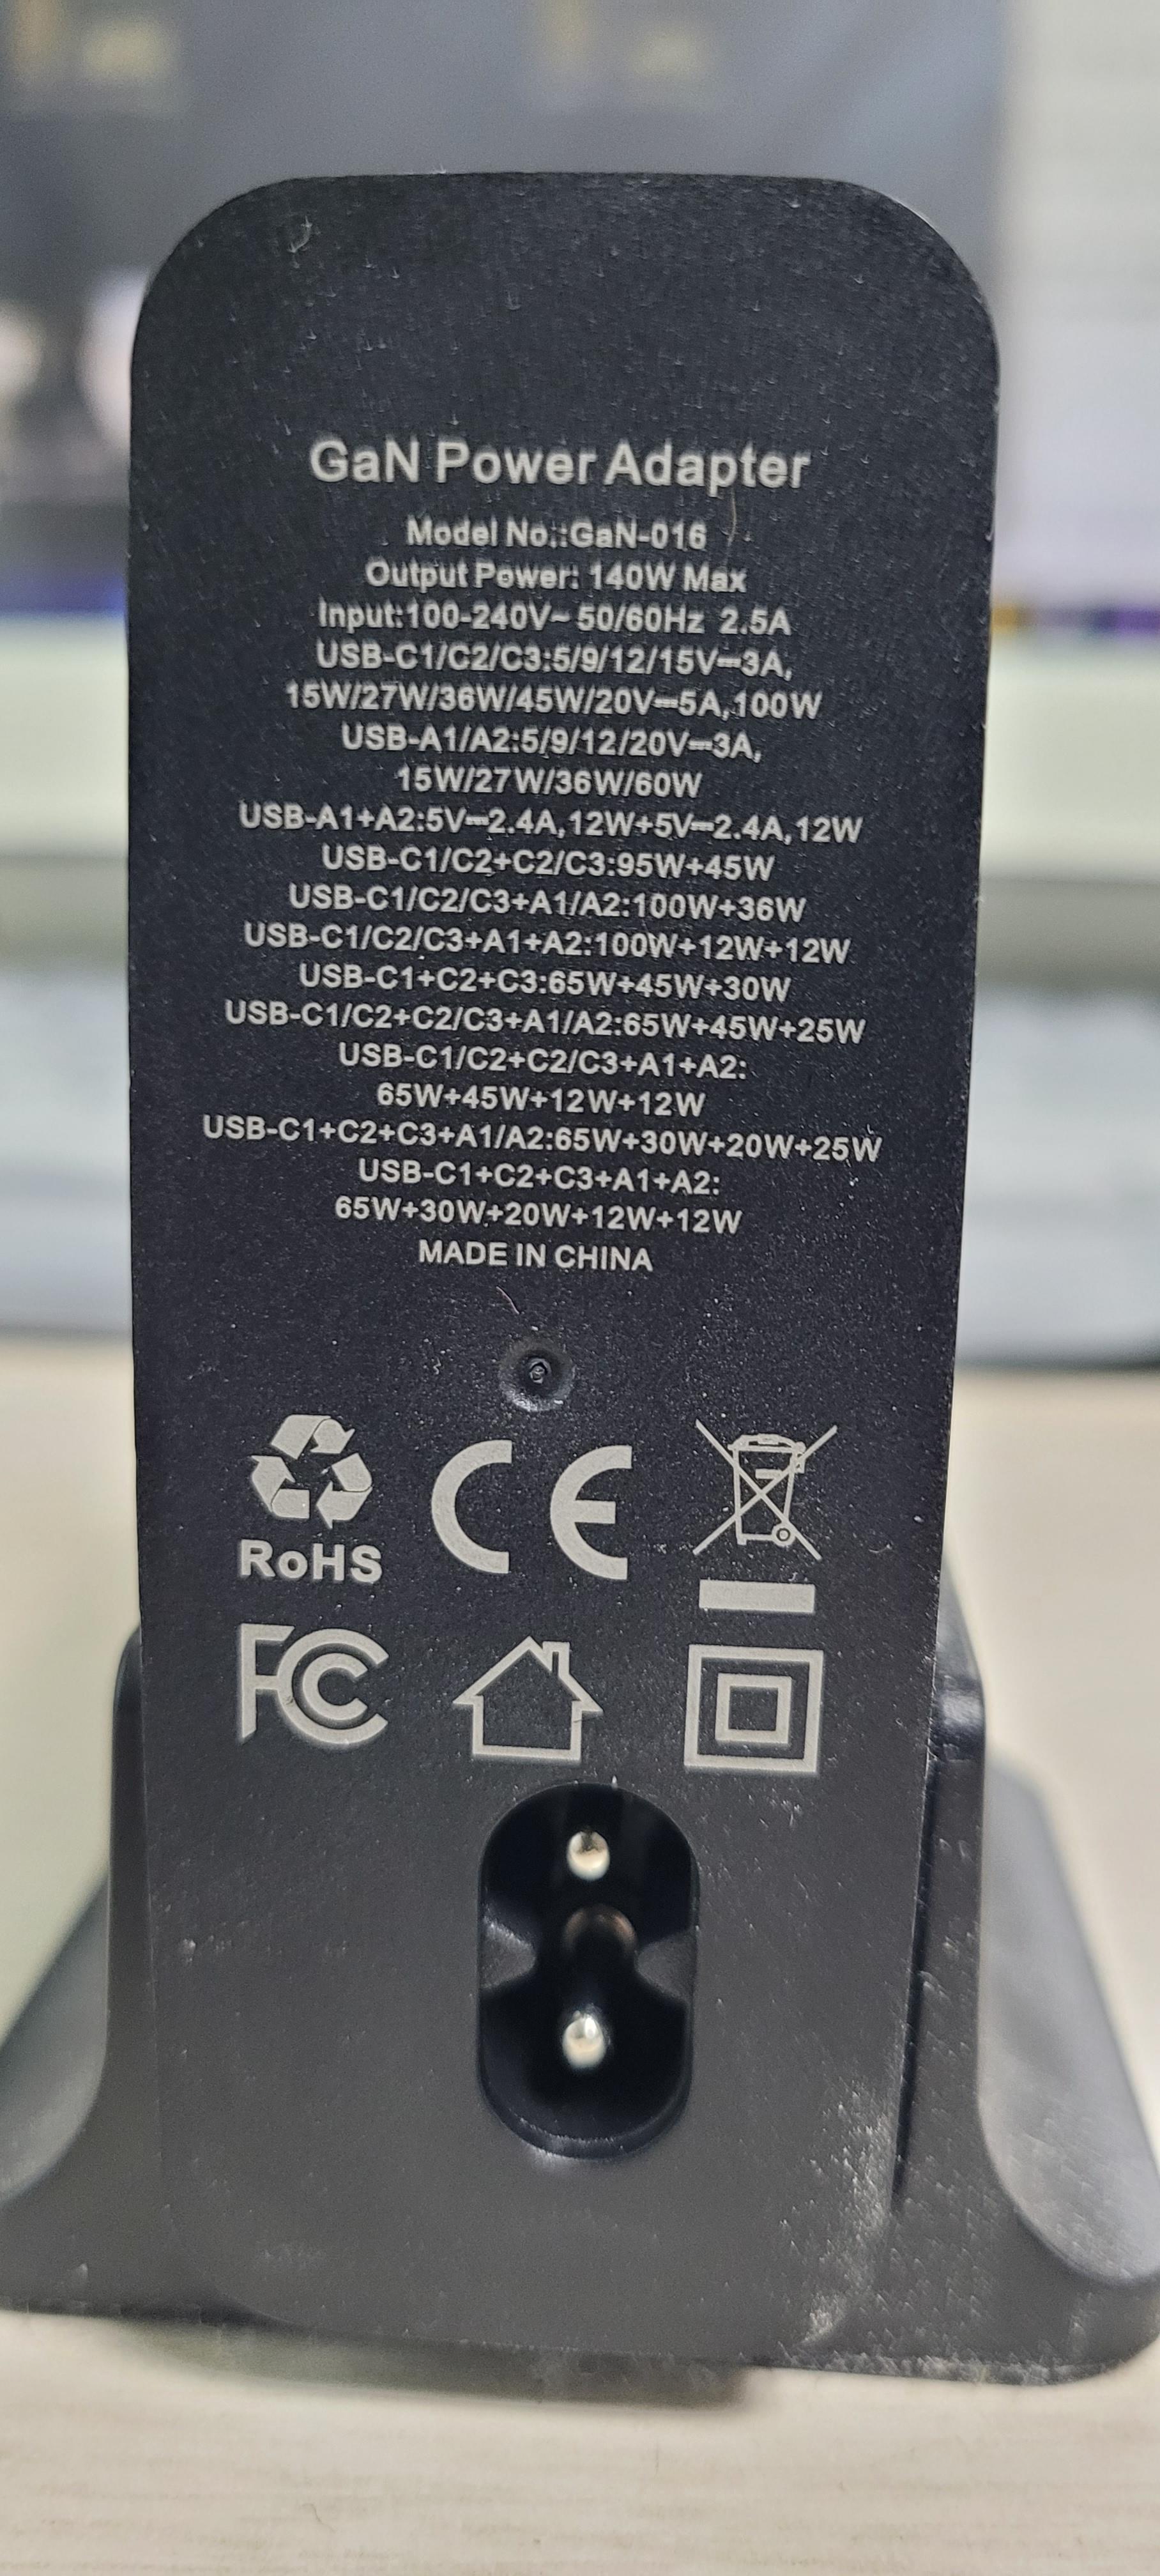 GaN Power Adapter
Model No.:GaN-016
Output Power: 140W Max
Input:100-240V~ 50/60Hz 2.5A
USB-C1/C2/C3:5/9/12/15V⎓3A,
15W/27W/36W/45W/20V⎓5A,100W
USB-A1/A2:5/9/12/20V⎓3A,
15W/27W/36W/60W
USB-A1+A2:5V⎓2.4A,12W+5V⎓2.4A,12W
USB-C1/C2+C2/C3:95W+45W
USB-C1/C2/C3+A1/A2:100W+36W
USB-C1/C2/C3+A1+A2:100W+12W+12W
USB-C1+C2+C3:65W+45W+30W
USB-C1/C2+C2/C3+A1/A2:65W+45W+25W
USB-C1/C2+C2/C3+A1+A2:
65W+45W+12W+12W
USB-C1+C2+C3+A1/A2:65W+30W+20W+25W
USB-C1+C2+C3+A1+A2:
65W+30W+20W+12W+12W
MADE IN CHINA
CE
RoHS
FC